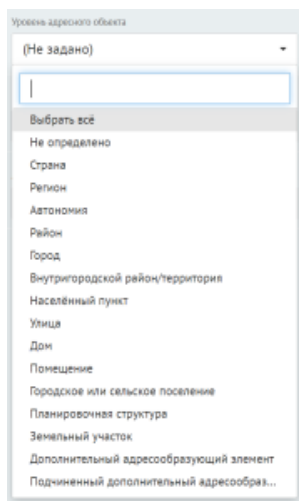 Уровень адресного объекта
(Не задано)
Выбрать всё
Не определено
Страна
Регион
Автономия
Район
Город
Внутригородской район/территория
Населённый пункт
Улица
Дом
Помещение
Городское или сельское поселение
Планировочная структура
Земельный участок
Дополнительный адресообразующий элемент
Подчиненный дополнительный адресообраз...